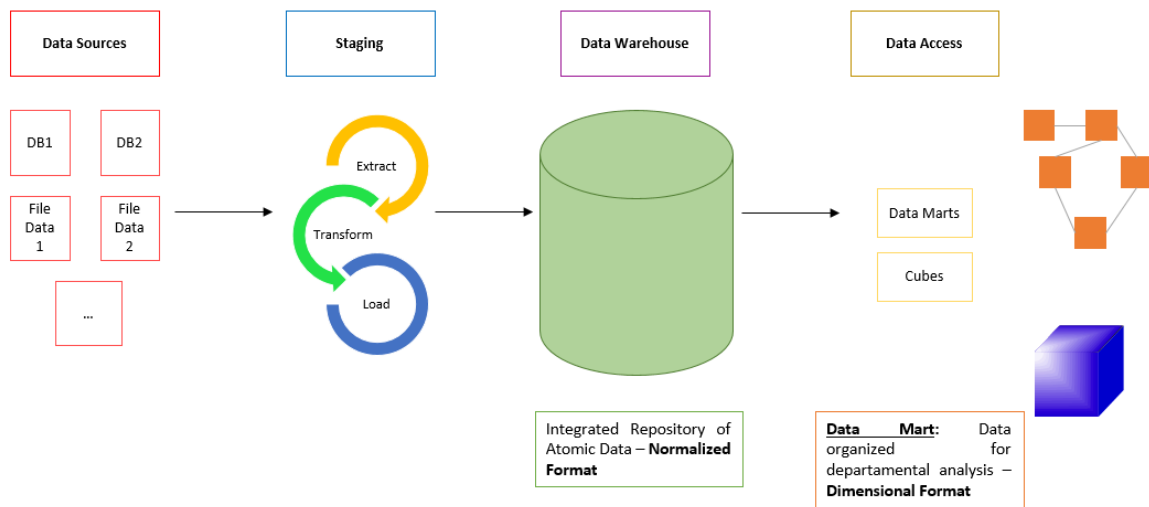 Data Sources
Staging
Data Warehouse
Data Access
DB1
DB2
File
Data
1
File
Data
2
...
Extract
Transform
Load
Data Marts
Cubes
Integrated Repository of
Atomic Data – Normalized
Format
Data Mart: Data
organized for
departamental analysis –
Dimensional Format